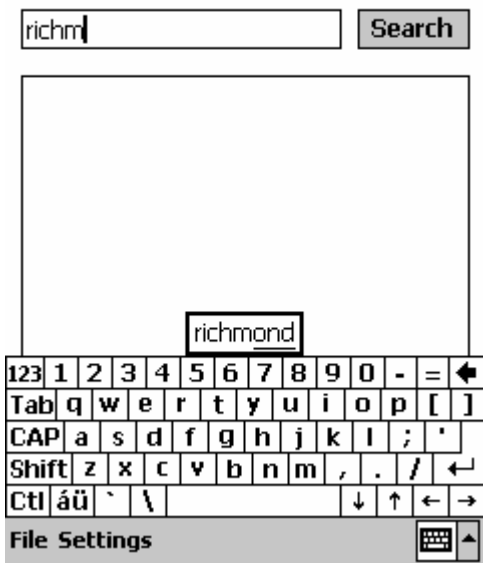 richm
Search
richmond
123 1 2 3 4 5 6 7 8 9 0 - =
Tab q w e r t y u i o p [ ]
CAP a s d f g h j k l ; '
Shift z x c v b n m , . /
Ctl áü ` \ ↓ ↑ ← →
File Settings